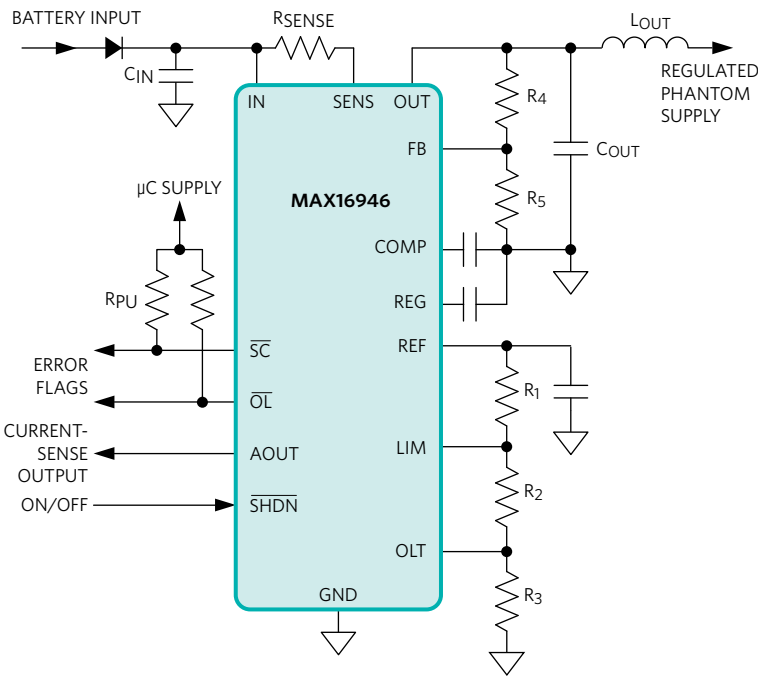 BATTERY INPUT
RSENSE
LOUT
CIN
REGULATED
PHANTOM
SUPPLY
IN
SENS
OUT
R4
FB
COUT
R5
µC SUPPLY
MAX16946
COMP
RPU
REG
SC
REF
ERROR
FLAGS
R1
OL
CURRENT-
SENSE
OUTPUT
AOUT
LIM
R2
ON/OFF
SHDN
OLT
R3
GND